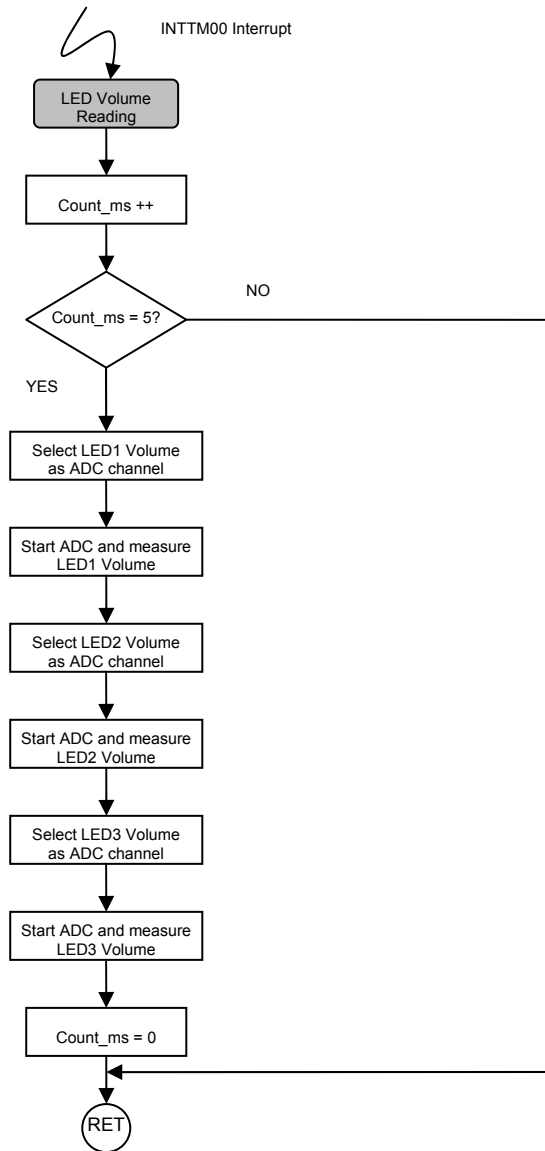 INTTM00 Interrupt
LED Volume
Reading
Count_ms ++
Count_ms = 5?
NO
YES
Select LED1 Volume
as ADC channel
Start ADC and measure
LED1 Volume
Select LED2 Volume
as ADC channel
Start ADC and measure
LED2 Volume
Select LED3 Volume
as ADC channel
Start ADC and measure
LED3 Volume
Count_ms = 0
RET